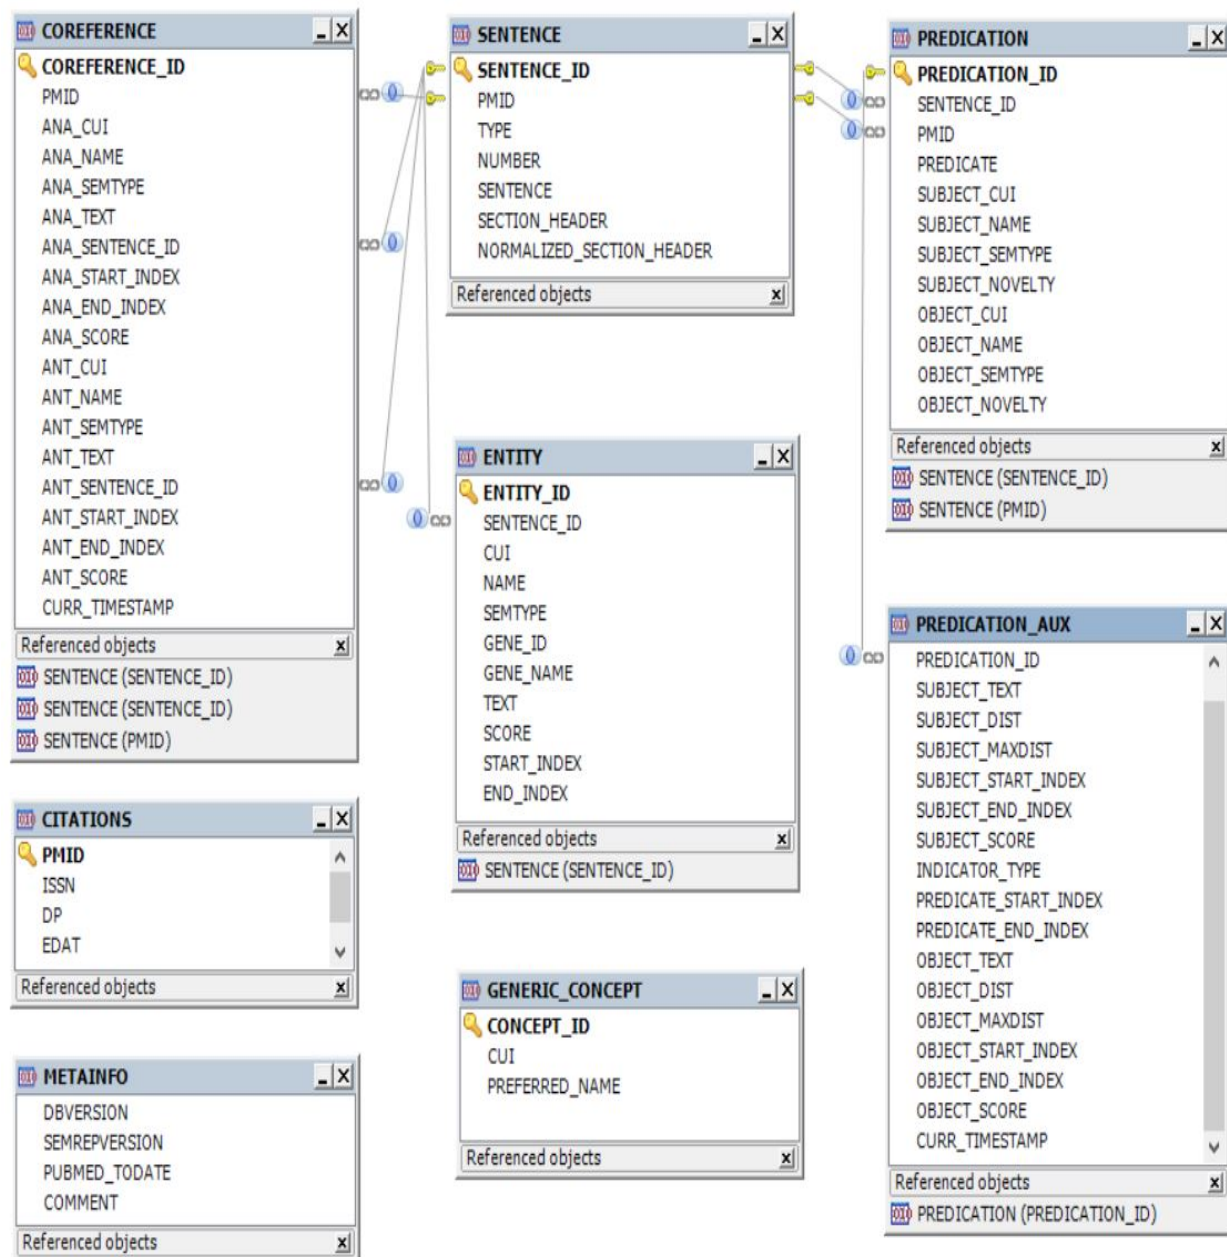 COREFERENCE
COREFERENCE_ID
PMID
ANA_CUI
ANA_NAME
ANA_SEMTYPE
ANA_TEXT
ANA_SENTENCE_ID
ANA_START_INDEX
ANA_END_INDEX
ANA_SCORE
ANT_CUI
ANT_NAME
ANT_SEMTYPE
ANT_TEXT
ANT_SENTENCE_ID
ANT_START_INDEX
ANT_END_INDEX
ANT_SCORE
CURR_TIMESTAMP
Referenced objects
SENTENCE (SENTENCE_ID)
SENTENCE (SENTENCE_ID)
SENTENCE (PMID)
CITATIONS
PMID
ISSN
DP
EDAT
Referenced objects
METAINFO
DBVERSION
SEMREPVERSION
PUBMED_TODATE
COMMENT
Referenced objects
SENTENCE
SENTENCE_ID
PMID
TYPE
NUMBER
SENTENCE
SECTION_HEADER
NORMALIZED_SECTION_HEADER
Referenced objects
ENTITY
ENTITY_ID
SENTENCE_ID
CUI
NAME
SEMTYPE
GENE_ID
GENE_NAME
TEXT
SCORE
START_INDEX
END_INDEX
Referenced objects
SENTENCE (SENTENCE_ID)
GENERIC_CONCEPT
CONCEPT_ID
CUI
PREFERRED_NAME
Referenced objects
PREDICATION
PREDICATION_ID
SENTENCE_ID
PMID
PREDICATE
SUBJECT_CUI
SUBJECT_NAME
SUBJECT_SEMTYPE
SUBJECT_NOVELTY
OBJECT_CUI
OBJECT_NAME
OBJECT_SEMTYPE
OBJECT_NOVELTY
Referenced objects
SENTENCE (SENTENCE_ID)
SENTENCE (PMID)
PREDICATION_AUX
PREDICATION_ID
SUBJECT_TEXT
SUBJECT_DIST
SUBJECT_MAXDIST
SUBJECT_START_INDEX
SUBJECT_END_INDEX
SUBJECT_SCORE
INDICATOR_TYPE
PREDICATE_START_INDEX
PREDICATE_END_INDEX
OBJECT_TEXT
OBJECT_DIST
OBJECT_MAXDIST
OBJECT_START_INDEX
OBJECT_END_INDEX
OBJECT_SCORE
CURR_TIMESTAMP
Referenced objects
PREDICATION (PREDICATION_ID)